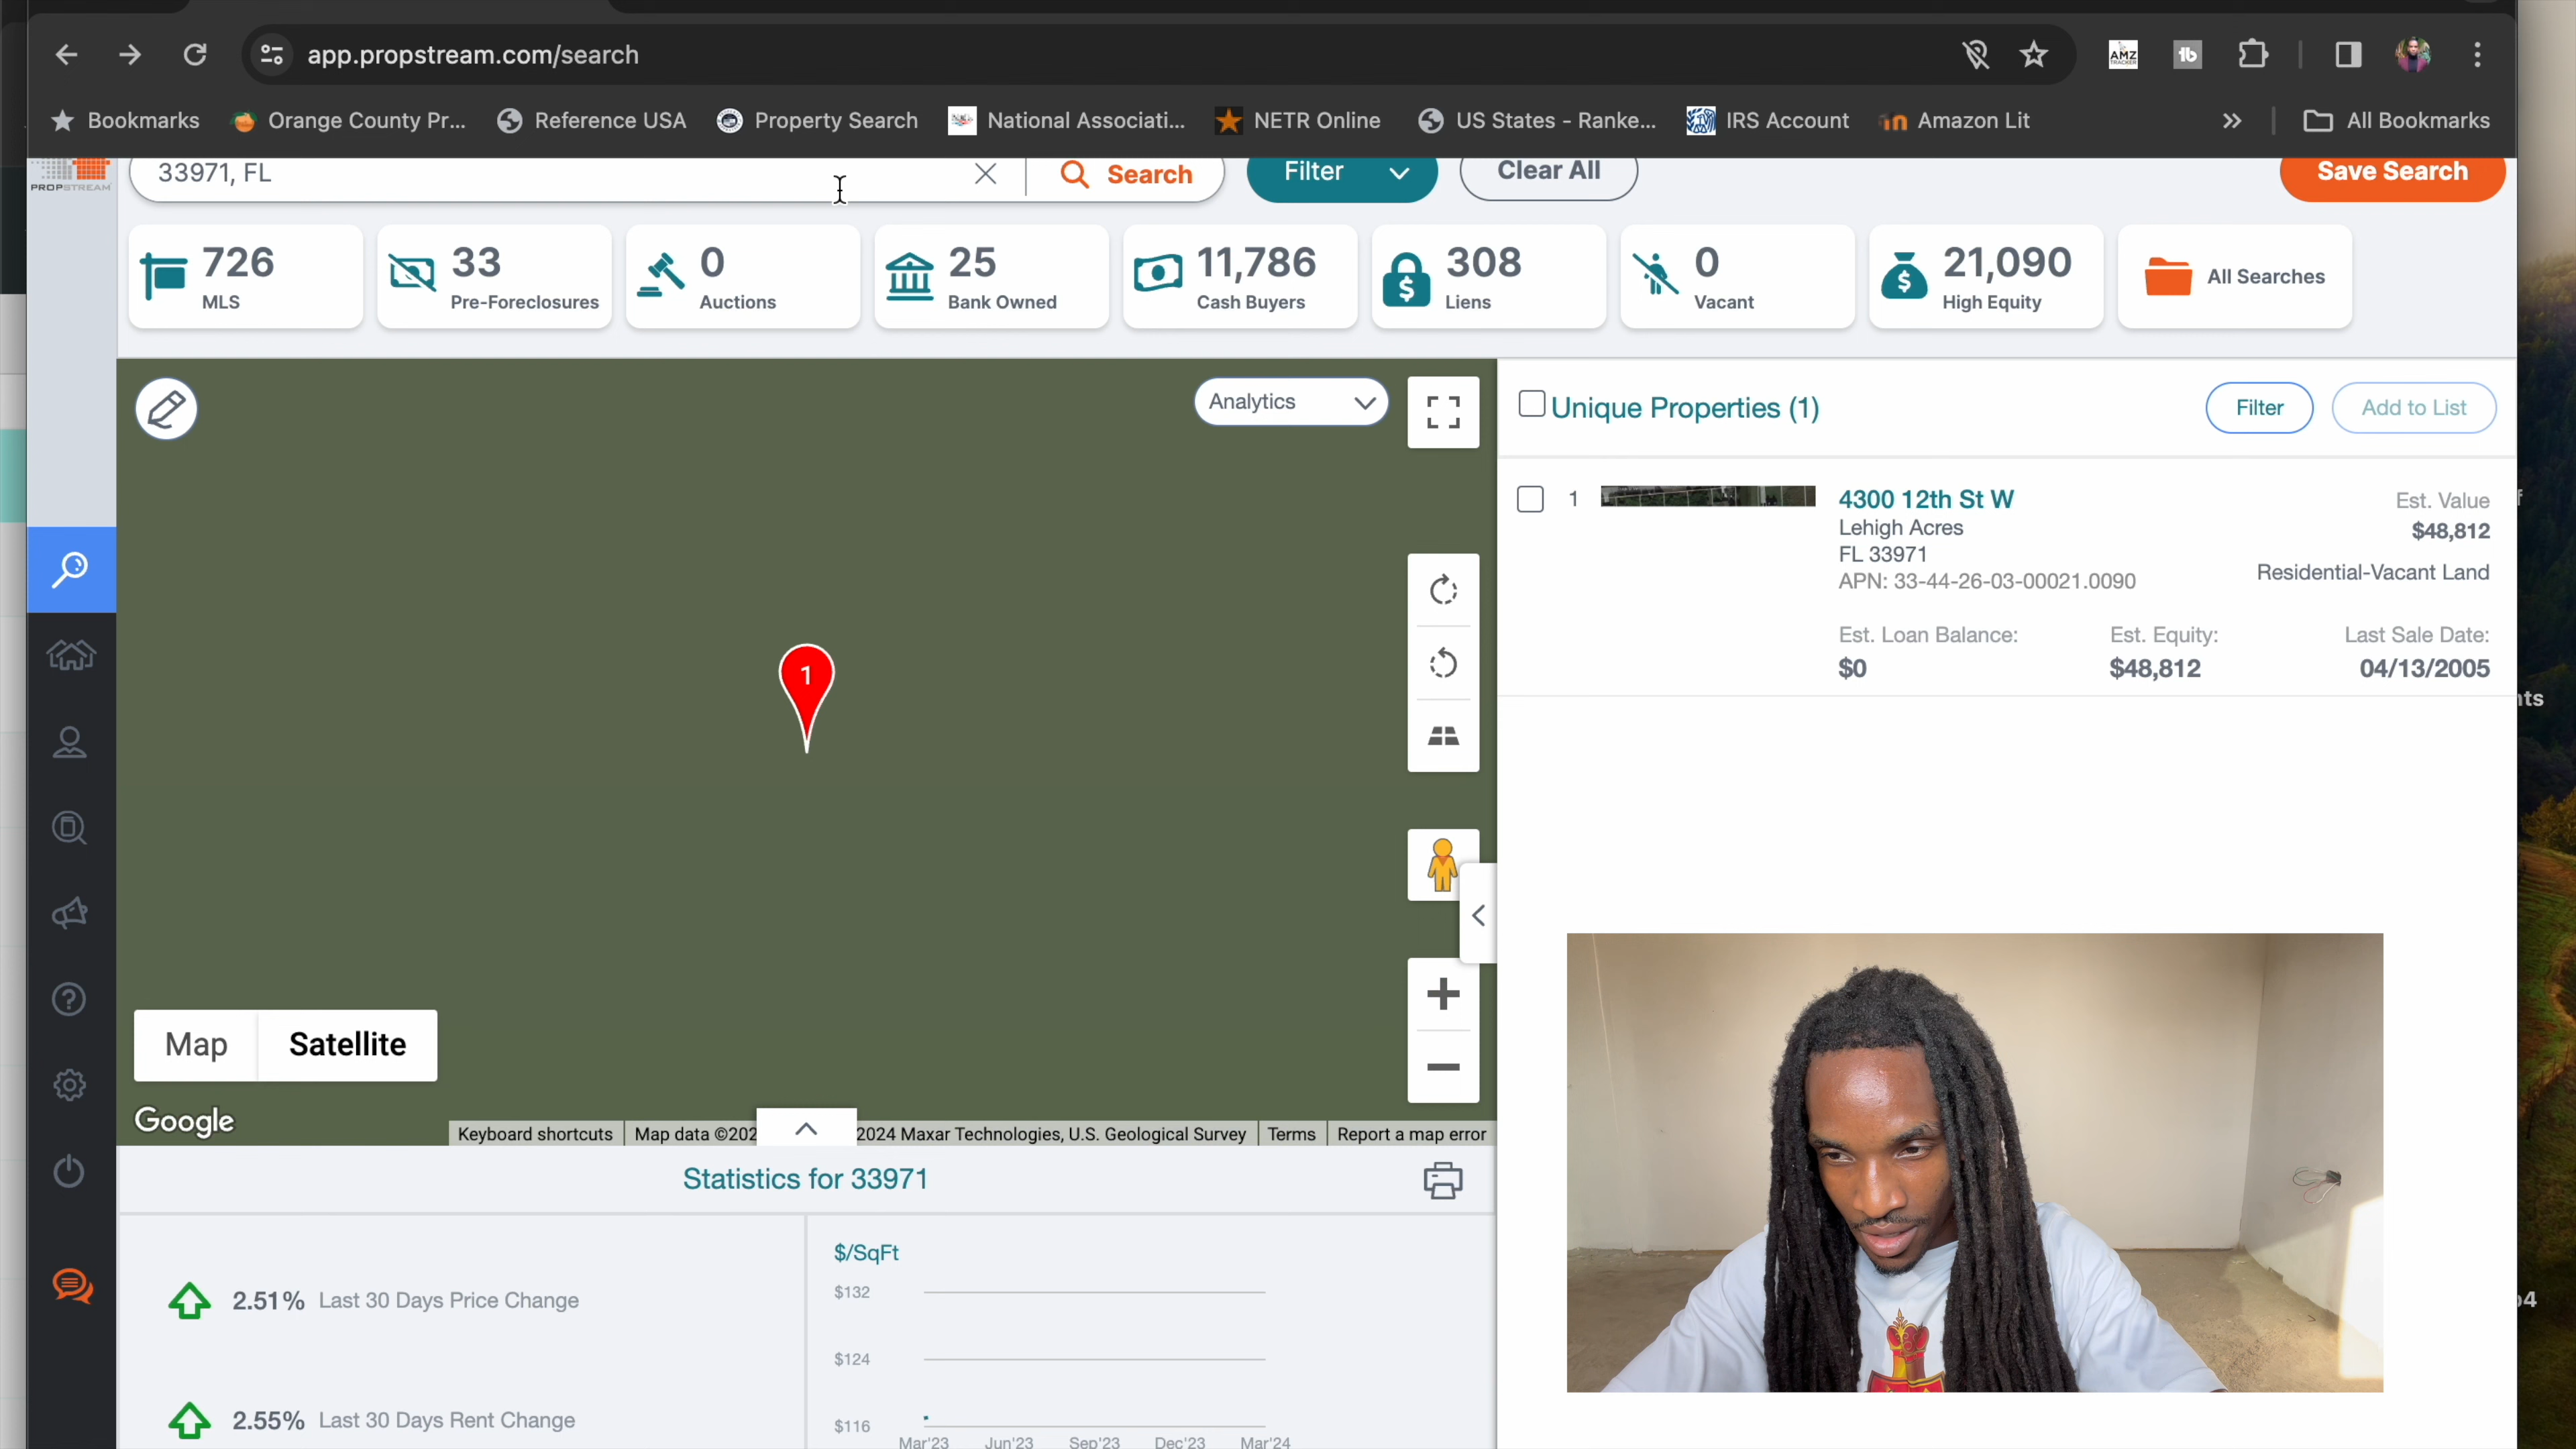 app.propstream.com/search
AMZ
TRACKER
Bookmarks
Orange County Pr...
Reference USA
Property Search
National Associati...
NETR Online
US States - Ranke...
IRS Account
Amazon Lit
All Bookmarks
PROPSTREAM
33971, FL
Search
Filter
Clear All
Save Search
726
MLS
33
Pre-Foreclosures
0
Auctions
25
Bank Owned
11,786
Cash Buyers
308
Liens
0
Vacant
21,090
High Equity
All Searches
Analytics
Unique Properties (1)
Filter
Add to List
1
4300 12th St W
Lehigh Acres
FL 33971
APN: 33-44-26-03-00021.0090
Est. Value
$48,812
Residential-Vacant Land
Est. Loan Balance:
$0
Est. Equity:
$48,812
Last Sale Date:
04/13/2005
1
Map
Satellite
Google
Keyboard shortcuts
Map data ©202
2024 Maxar Technologies, U.S. Geological Survey
Terms
Report a map error
Statistics for 33971
2.51% Last 30 Days Price Change
2.55% Last 30 Days Rent Change
$/SqFt
$132
$124
$116
Mar'23
Jun'23
Sep'23
Dec'23
Mar'24